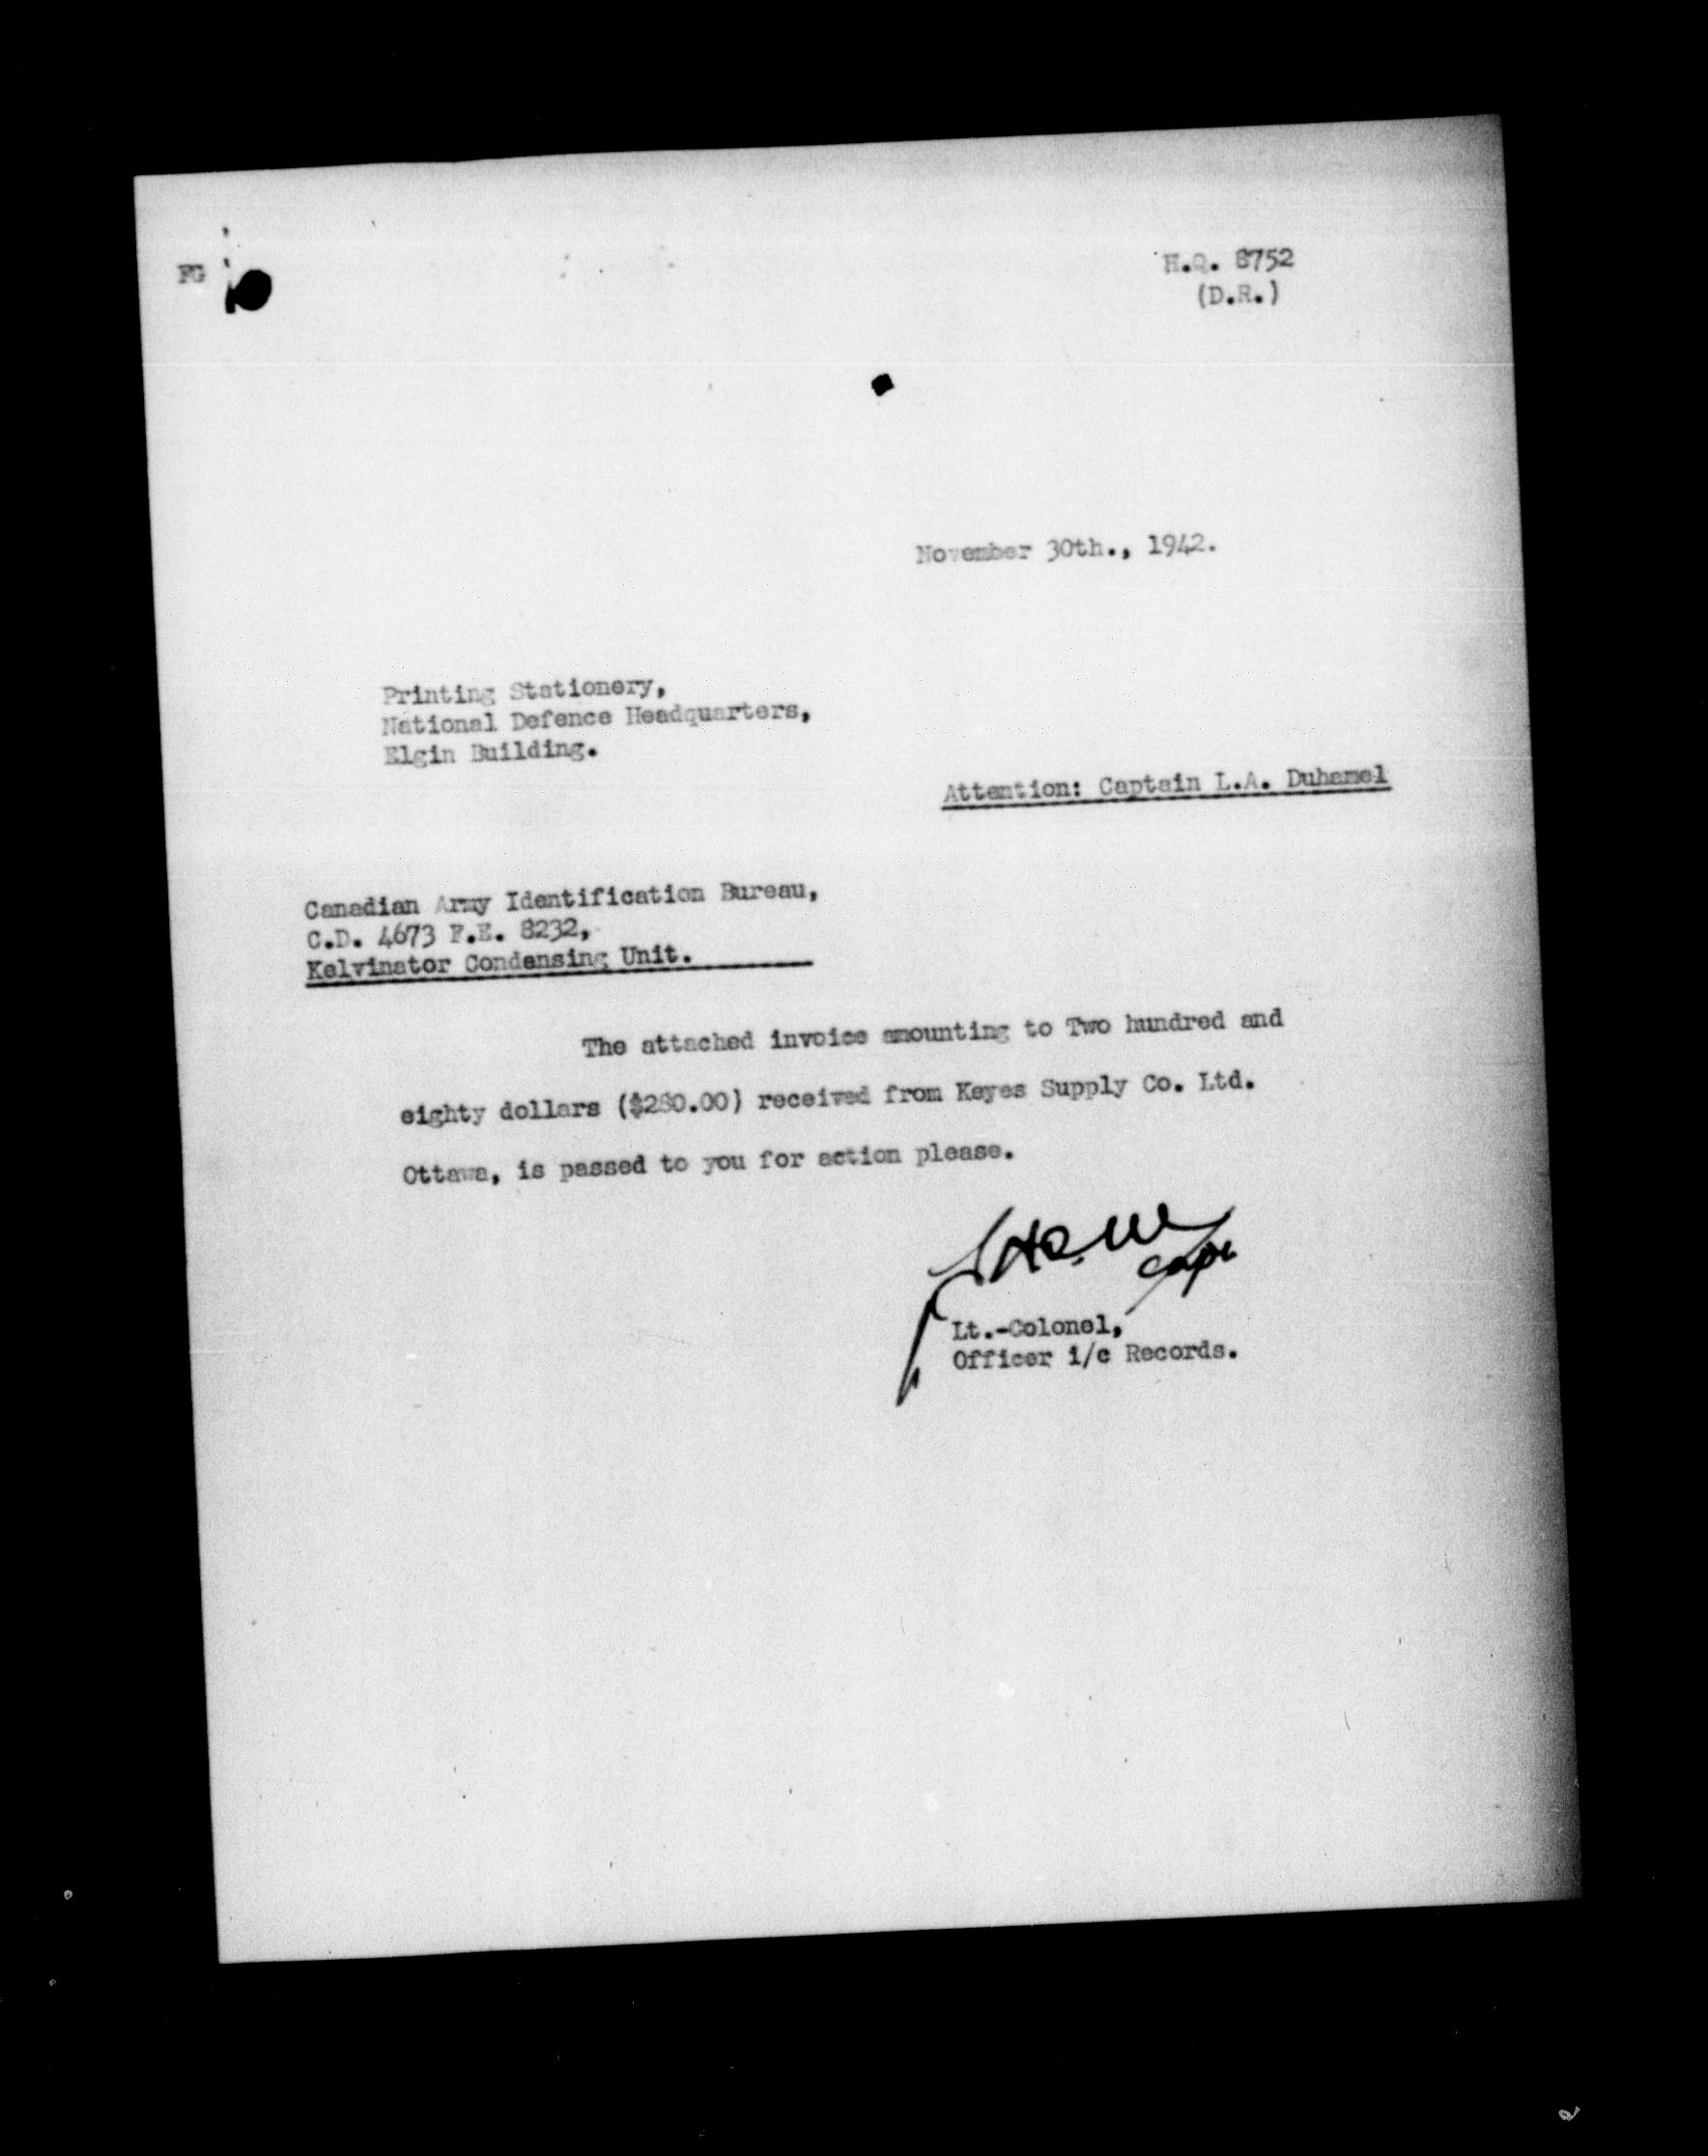 FG
H.Q. 8752
(D.R.)
November 30th., 1942.
Printing Stationery,
National Defence Headquarters,
Elgin Building.
Attention: Captain L.A. Duhamel
Canadian Army Identification Bureau,
C.D. 4673 F.E. 8232,
Kelvinator Condensing Unit.
The attached invoice amounting to Two hundred and
eighty dollars ($280.00) received from Keyes Supply Co. Ltd.
Ottawa, is passed to you for action please.
Capt
Lt.-Colonel,
Officer i/c Records.